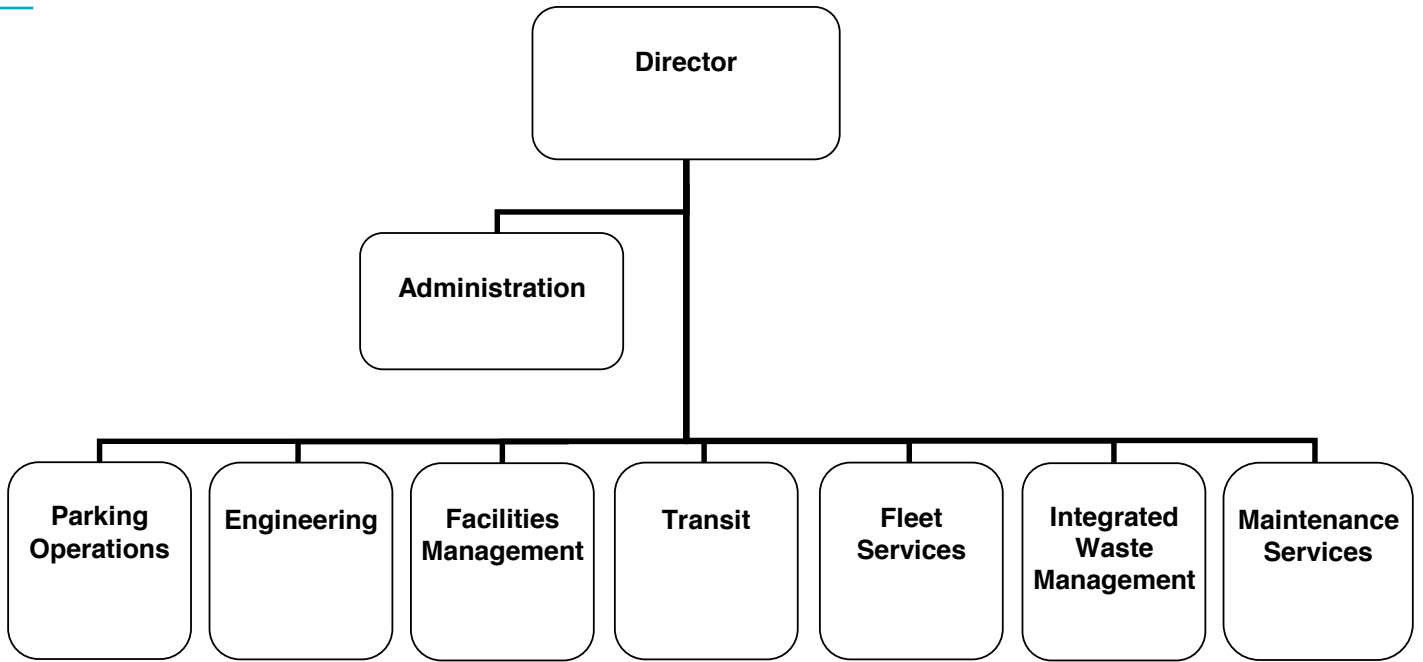 Director
Administration
Parking
Operations
Engineering
Facilities
Management
Transit
Fleet
Services
Integrated
Waste
Management
Maintenance
Services